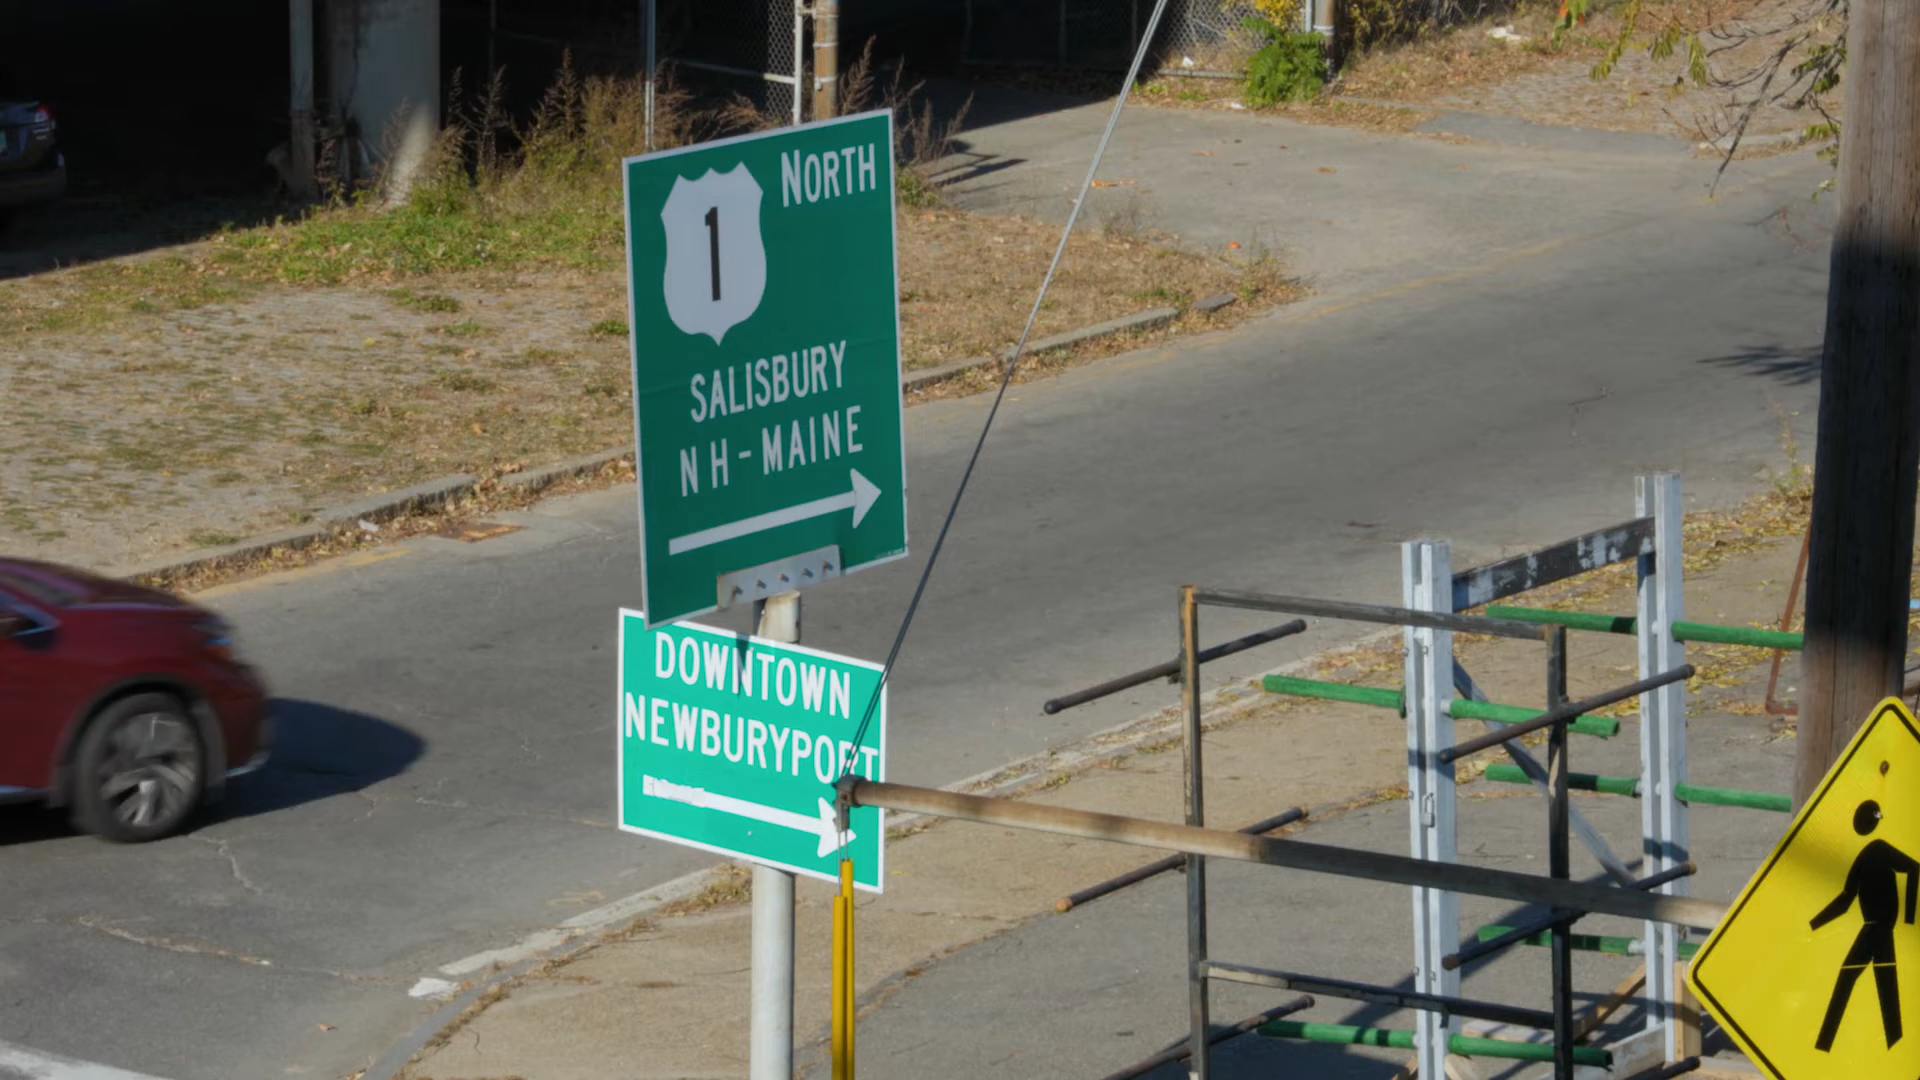 NORTH
1
SALISBURY
NH-MAINE
DOWNTOWN
NEWBURYPORT